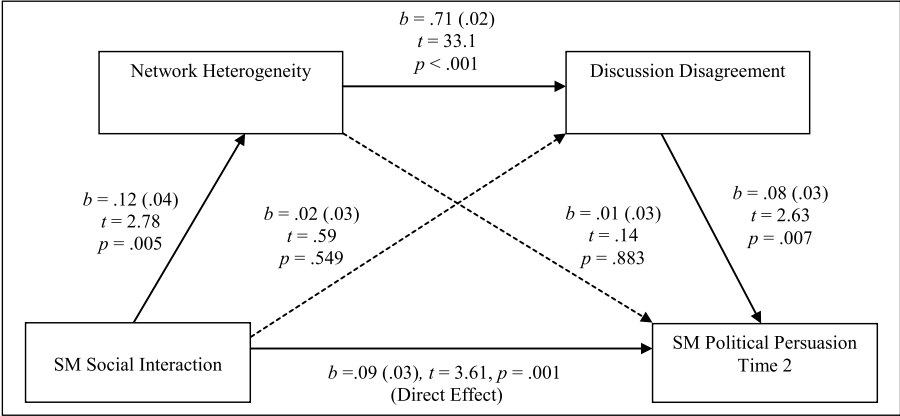 b = .71 (.02)
t = 33.1
p < .001
Network Heterogeneity
Discussion Disagreement
b = .12 (.04)
t = 2.78
p = .005
b = .02 (.03)
t = .59
p = .549
b = .01 (.03)
t = .14
p = .883
b = .08 (.03)
t = 2.63
p = .007
SM Social Interaction
SM Political Persuasion
Time 2
b =.09 (.03), t = 3.61, p = .001
(Direct Effect)